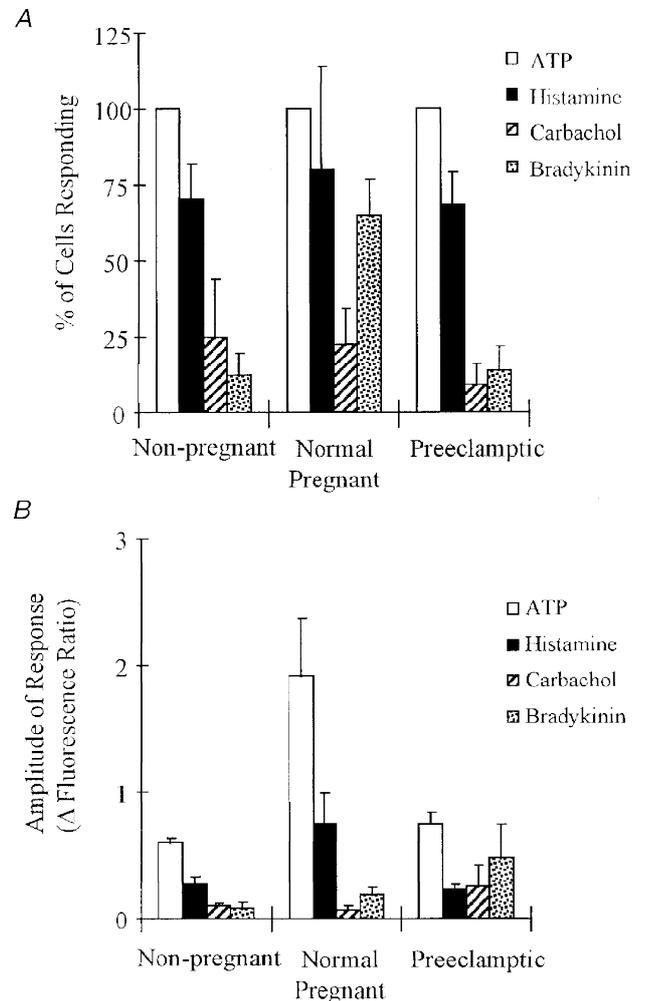 A
125
100
75
50
25
0
% of Cells Responding
ATP
Histamine
Carbachol
Bradykinin
Non-pregnant
Normal
Pregnant
Preeclamptic
B
3
2
1
0
Amplitude of Response
(Δ Fluorescence Ratio)
ATP
Histamine
Carbachol
Bradykinin
Non-pregnant
Normal
Pregnant
Preeclamptic